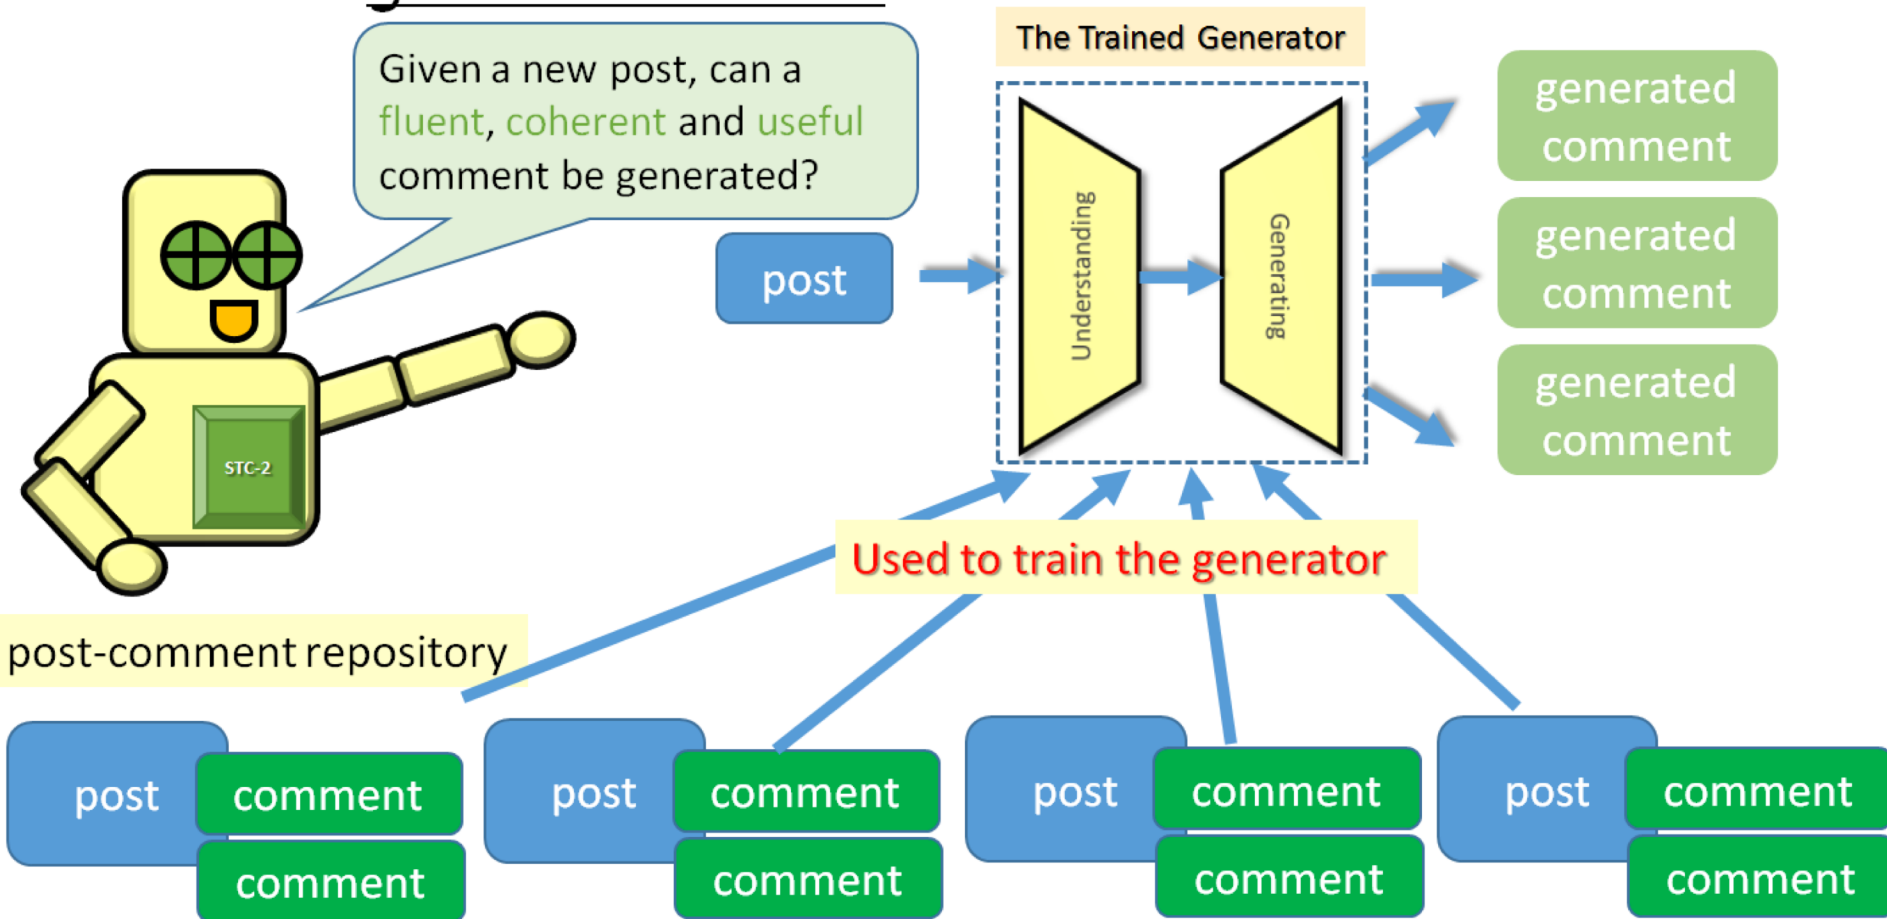 Given a new post, can a
fluent, coherent and useful
comment be generated?
The Trained Generator
post
Understanding
Generating
generated
comment
generated
comment
generated
comment
STC-2
Used to train the generator
post-comment repository
post
comment
comment
post
comment
comment
post
comment
comment
post
comment
comment